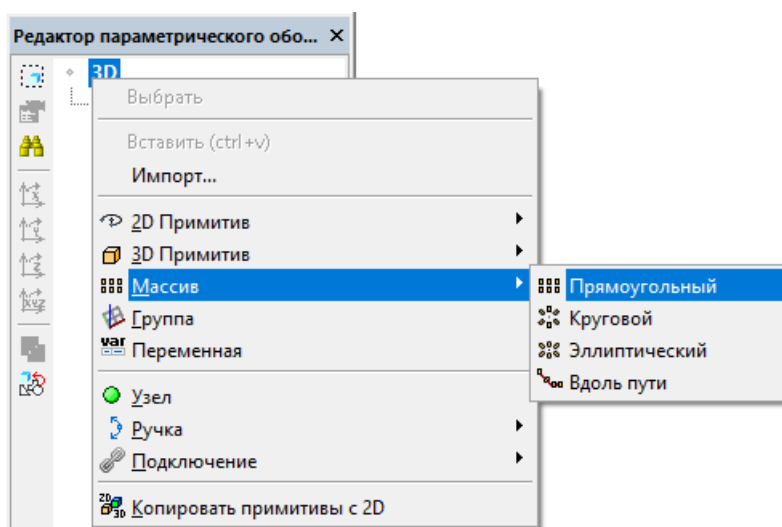 Редактор параметрического обо... ×
3D
Выбрать
Вставить (ctrl+v)
Импорт...
2D Примитив
3D Примитив
Массив
Прямоугольный
Группа
Круговой
var Переменная
Эллиптический
Вдоль пути
Узел
Ручка
Подключение
Копировать примитивы с 2D